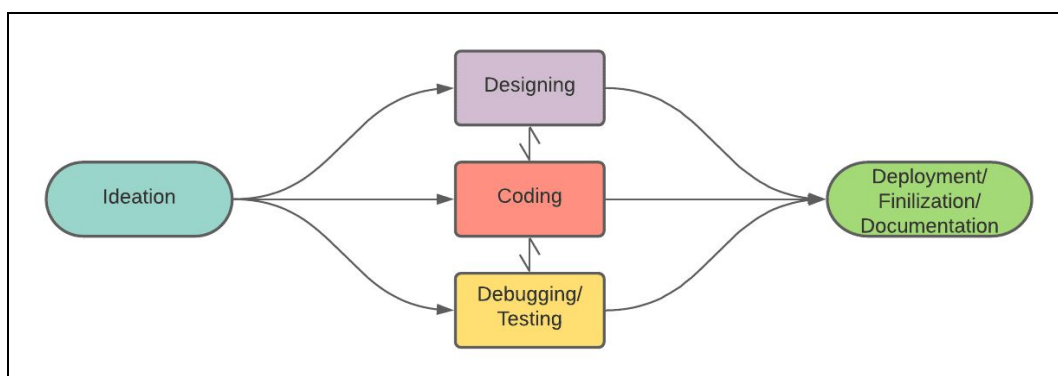 Designing
Ideation
Coding
Deployment/
Finilization/
Documentation
Debugging/
Testing